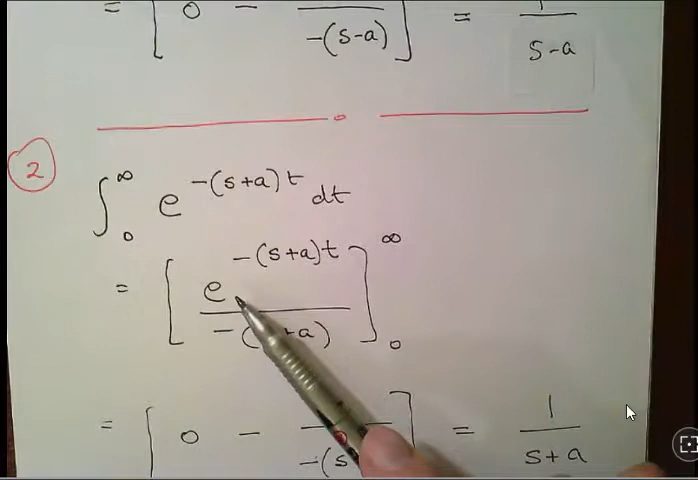 = [ 0 - /-(s-a) ] = 1/s-a
2
∫₀^∞ e^-(s+a)t dt
= [ e^-(s+a)t / -( +a) ]₀^∞
= [ 0 - /-(s ] = 1/s+a